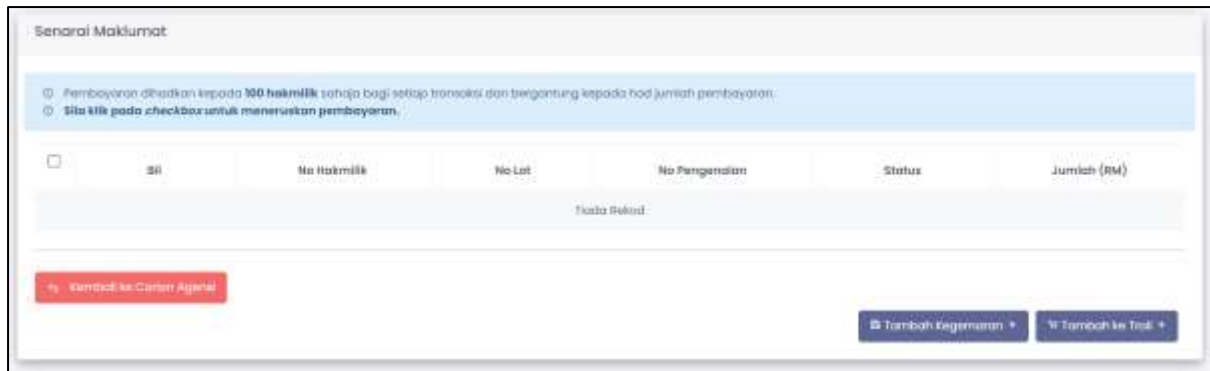 Senarai Maklumat
Pembayaran dihadkan kepada 100 hakmilik sahaja bagi setiap transaksi dan bergantung kepada had jumlah pembayaran.
Sila klik pada checkbox untuk meneruskan pembayaran.
Bil No Hakmilik No Lot No Pengenalan Status Jumlah (RM)
Tiada Rekod
Kembali ke Carian Agensi
Tambah Kegemaran + Tambah ke Troli +